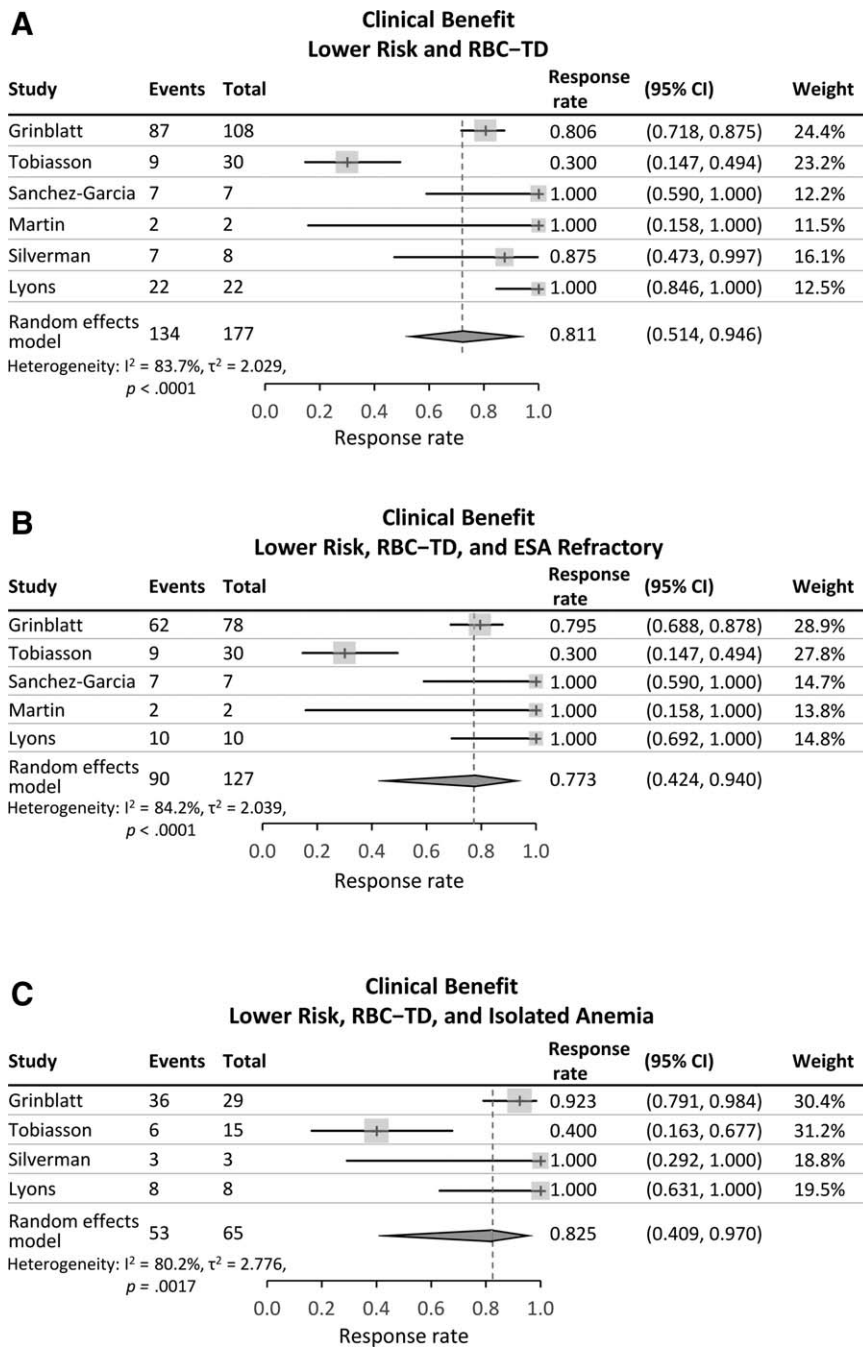 A
Clinical Benefit
Lower Risk and RBC−TD
Study Events Total Response rate (95% CI) Weight
Grinblatt 87 108 0.806 (0.718, 0.875) 24.4%
Tobiasson 9 30 0.300 (0.147, 0.494) 23.2%
Sanchez-Garcia 7 7 1.000 (0.590, 1.000) 12.2%
Martin 2 2 1.000 (0.158, 1.000) 11.5%
Silverman 7 8 0.875 (0.473, 0.997) 16.1%
Lyons 22 22 1.000 (0.846, 1.000) 12.5%
Random effects model 134 177 0.811 (0.514, 0.946)
Heterogeneity: I² = 83.7%, τ² = 2.029,
p < .0001
0.0 0.2 0.4 0.6 0.8 1.0
Response rate
B
Clinical Benefit
Lower Risk, RBC−TD, and ESA Refractory
Study Events Total Response rate (95% CI) Weight
Grinblatt 62 78 0.795 (0.688, 0.878) 28.9%
Tobiasson 9 30 0.300 (0.147, 0.494) 27.8%
Sanchez-Garcia 7 7 1.000 (0.590, 1.000) 14.7%
Martin 2 2 1.000 (0.158, 1.000) 13.8%
Lyons 10 10 1.000 (0.692, 1.000) 14.8%
Random effects model 90 127 0.773 (0.424, 0.940)
Heterogeneity: I² = 84.2%, τ² = 2.039,
p < .0001
0.0 0.2 0.4 0.6 0.8 1.0
Response rate
C
Clinical Benefit
Lower Risk, RBC−TD, and Isolated Anemia
Study Events Total Response rate (95% CI) Weight
Grinblatt 36 29 0.923 (0.791, 0.984) 30.4%
Tobiasson 6 15 0.400 (0.163, 0.677) 31.2%
Silverman 3 3 1.000 (0.292, 1.000) 18.8%
Lyons 8 8 1.000 (0.631, 1.000) 19.5%
Random effects model 53 65 0.825 (0.409, 0.970)
Heterogeneity: I² = 80.2%, τ² = 2.776,
p = .0017
0.0 0.2 0.4 0.6 0.8 1.0
Response rate